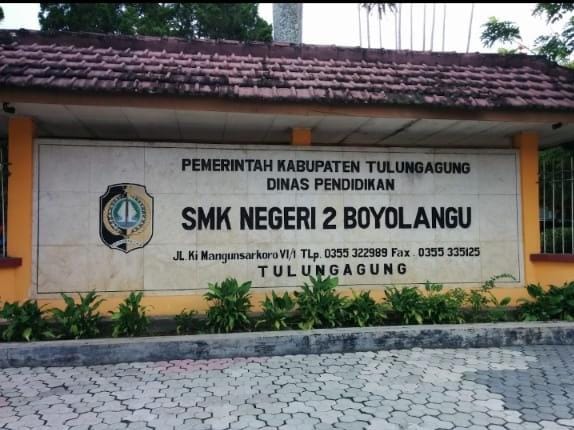 PEMERINTAH KABUPATEN TULUNGAGUNG
DINAS PENDIDIKAN
SMK NEGERI 2 BOYOLANGU
JL. Ki Mangunsarkoro VI/1 TLp. 0355 322989 Fax . 0355 335125
TULUNGAGUNG